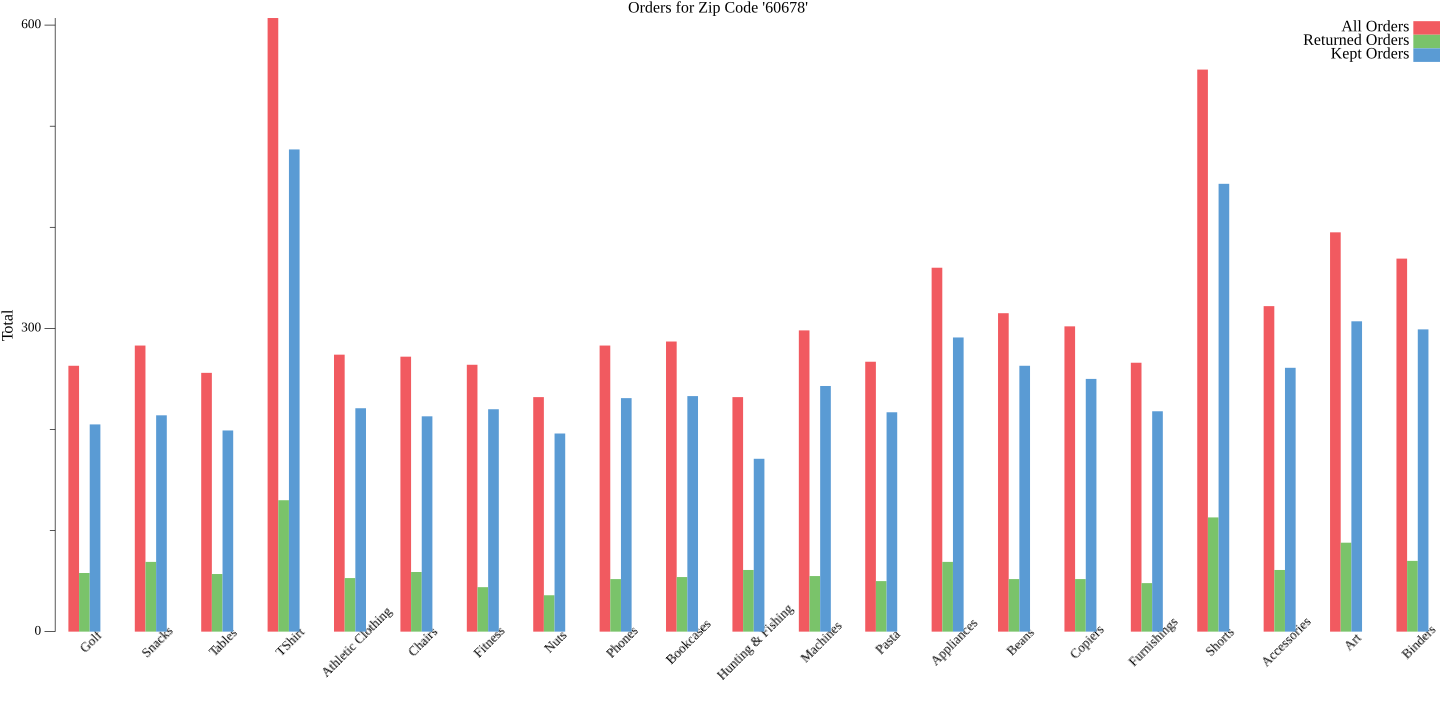 Orders for Zip Code '60678'
All Orders
Returned Orders
Kept Orders
Total
600
300
0
Golf
Snacks
Tables
TShirt
Athletic Clothing
Chairs
Fitness
Nuts
Phones
Bookcases
Hunting & Fishing
Machines
Pasta
Appliances
Beans
Copiers
Furnishings
Shorts
Accessories
Art
Binders